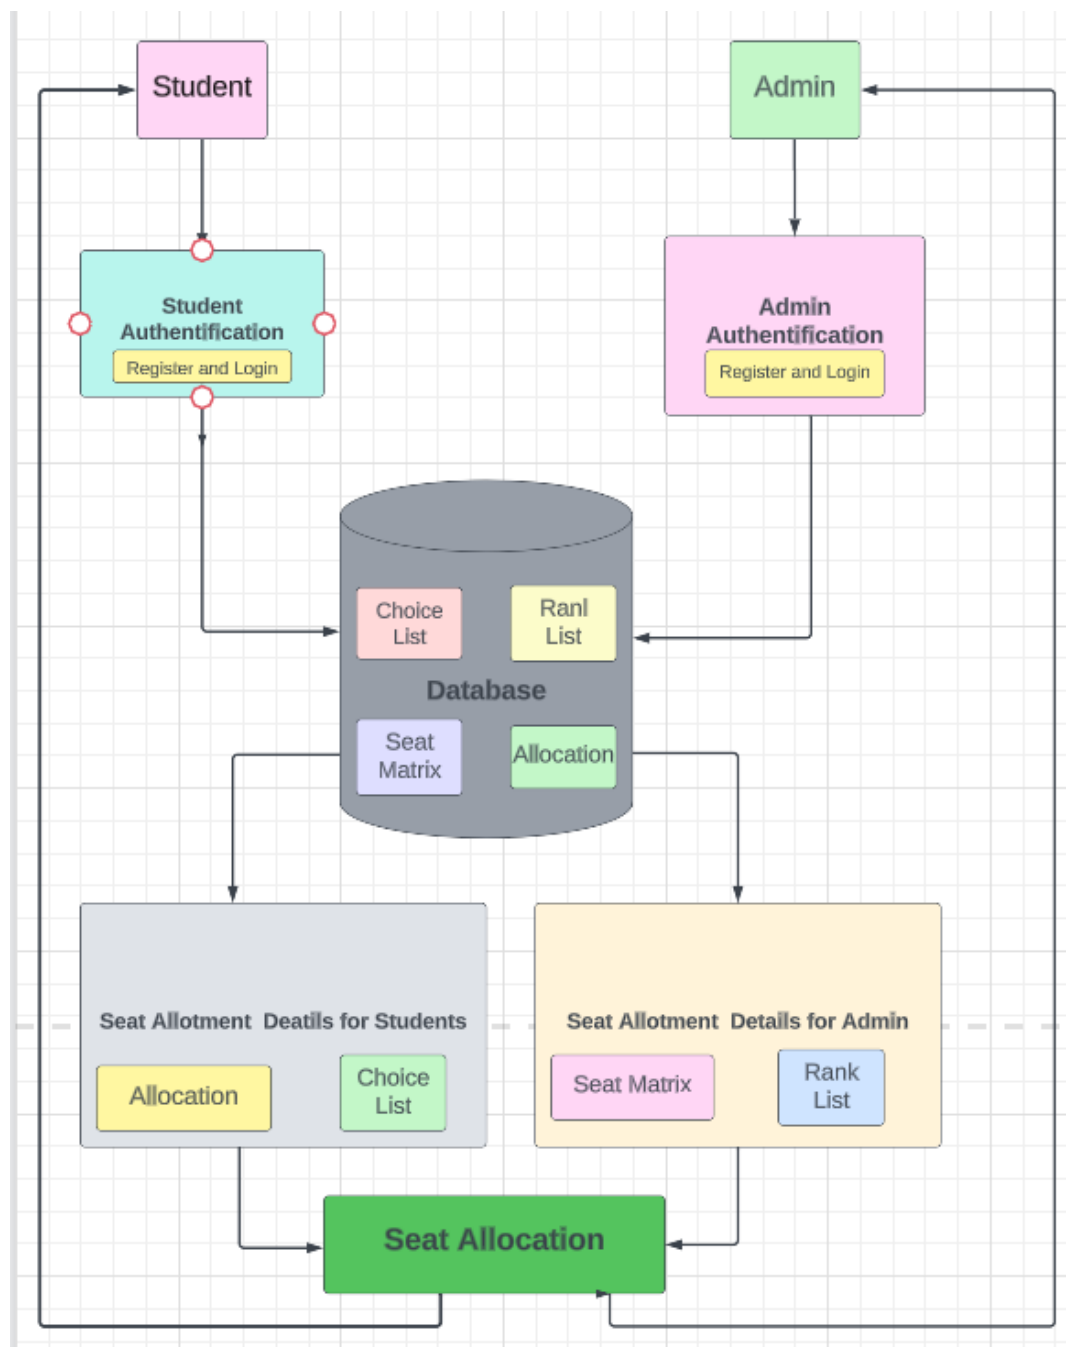 Student
Admin
Student
Authentification
Register and Login
Admin
Authentification
Register and Login
Choice
List
Ranl
List
Database
Seat
Matrix
Allocation
Seat Allotment Deatils for Students
Allocation
Choice
List
Seat Allotment Details for Admin
Seat Matrix
Rank
List
Seat Allocation